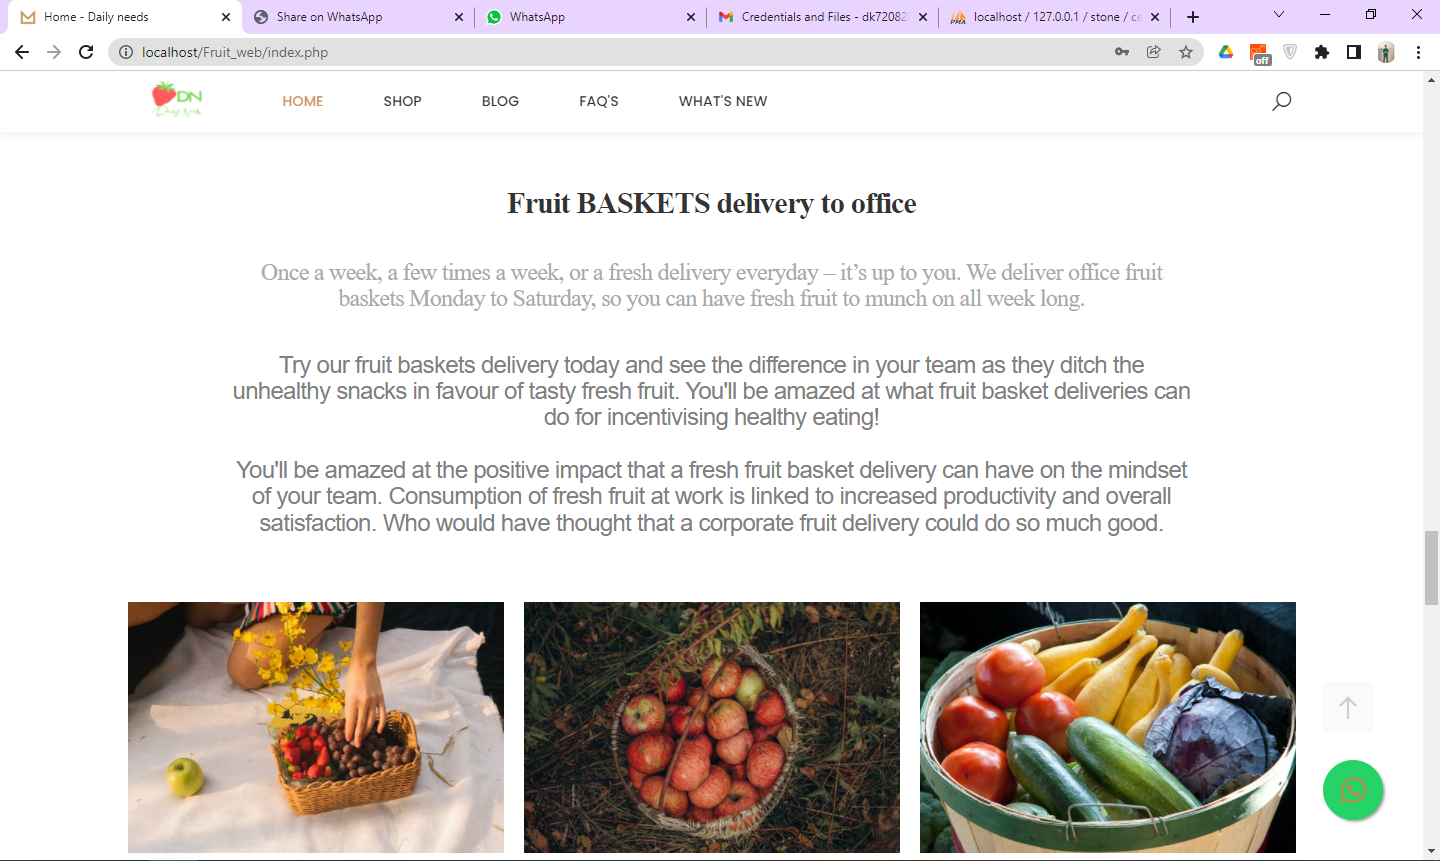 Home - Daily needs
Share on WhatsApp
WhatsApp
Credentials and Files - dk72082
localhost / 127.0.0.1 / stone / ce
PMA
localhost/Fruit_web/index.php
off
DN
HOME
SHOP
BLOG
FAQ'S
WHAT'S NEW
Fruit BASKETS delivery to office
Once a week, a few times a week, or a fresh delivery everyday – it’s up to you. We deliver office fruit
baskets Monday to Saturday, so you can have fresh fruit to munch on all week long.
Try our fruit baskets delivery today and see the difference in your team as they ditch the
unhealthy snacks in favour of tasty fresh fruit. You'll be amazed at what fruit basket deliveries can
do for incentivising healthy eating!
You'll be amazed at the positive impact that a fresh fruit basket delivery can have on the mindset
of your team. Consumption of fresh fruit at work is linked to increased productivity and overall
satisfaction. Who would have thought that a corporate fruit delivery could do so much good.